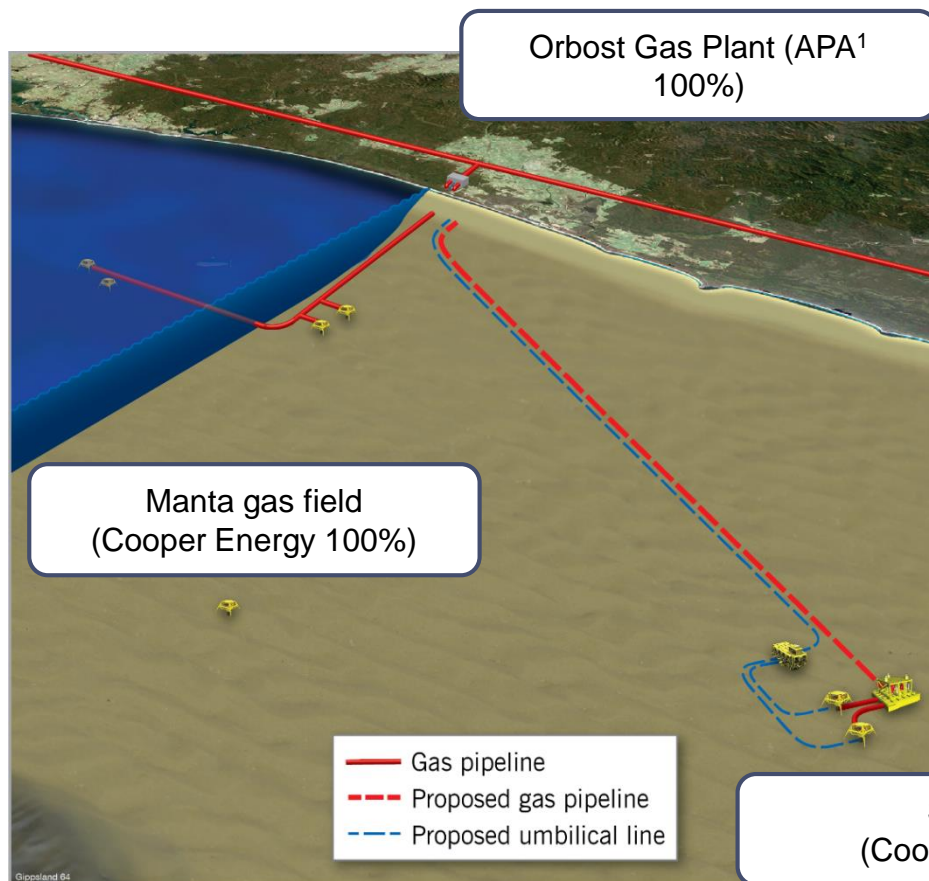 Orbost Gas Plant (APA¹
100%)
Manta gas field
(Cooper Energy 100%)
Gas pipeline
Proposed gas pipeline
Proposed umbilical line
(Coo
Gippsland 64